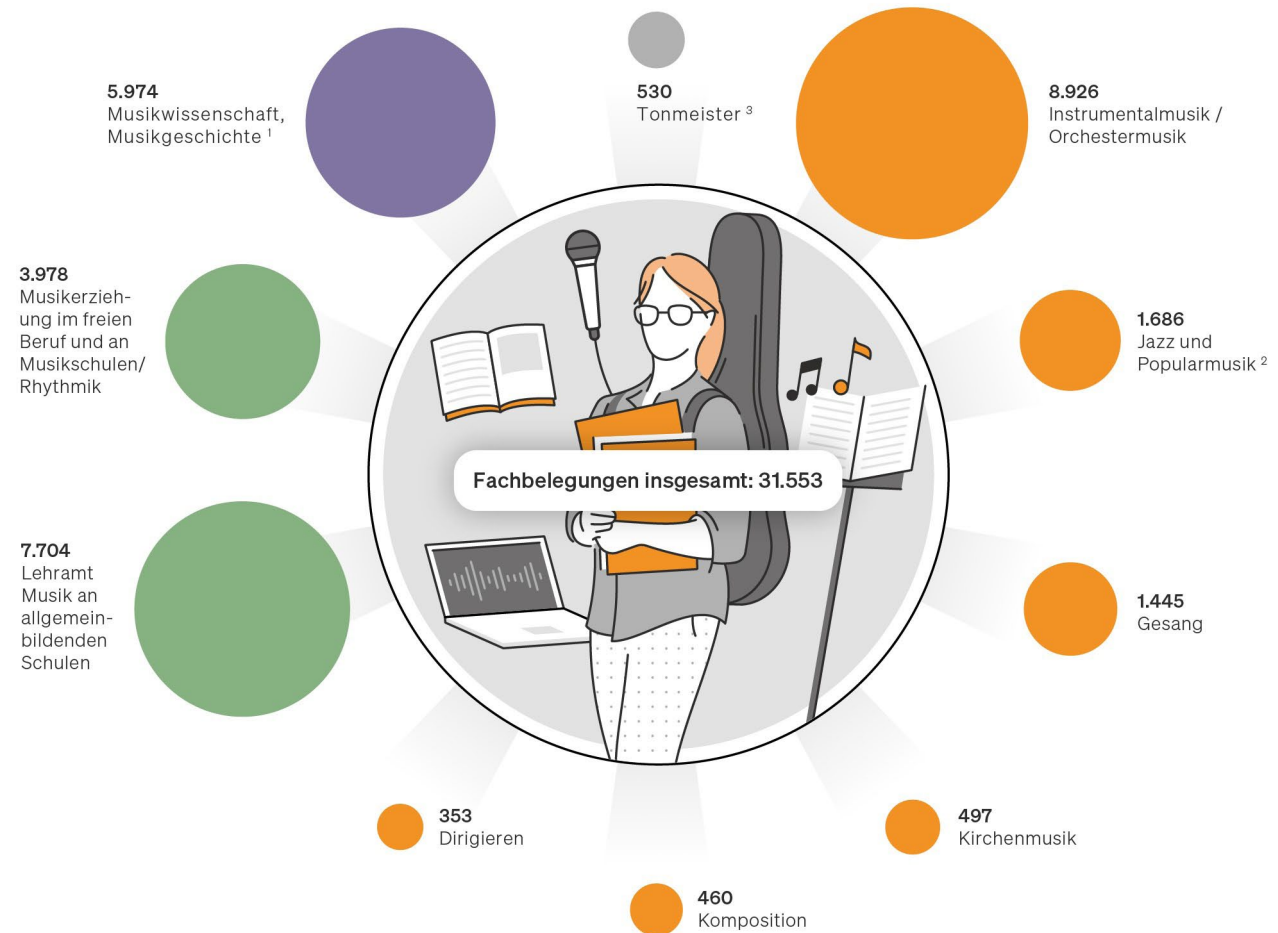 5.974
Musikwissenschaft,
Musikgeschichte ¹
530
Tonmeister ³
8.926
Instrumentalmusik /
Orchestermusik
3.978
Musikerzieh-
ung im freien
Beruf und an
Musikschulen/
Rhythmik
1.686
Jazz und
Popularmusik ²
Fachbelegungen insgesamt: 31.553
7.704
Lehramt
Musik an
allgemein-
bildenden
Schulen
1.445
Gesang
353
Dirigieren
497
Kirchenmusik
460
Komposition